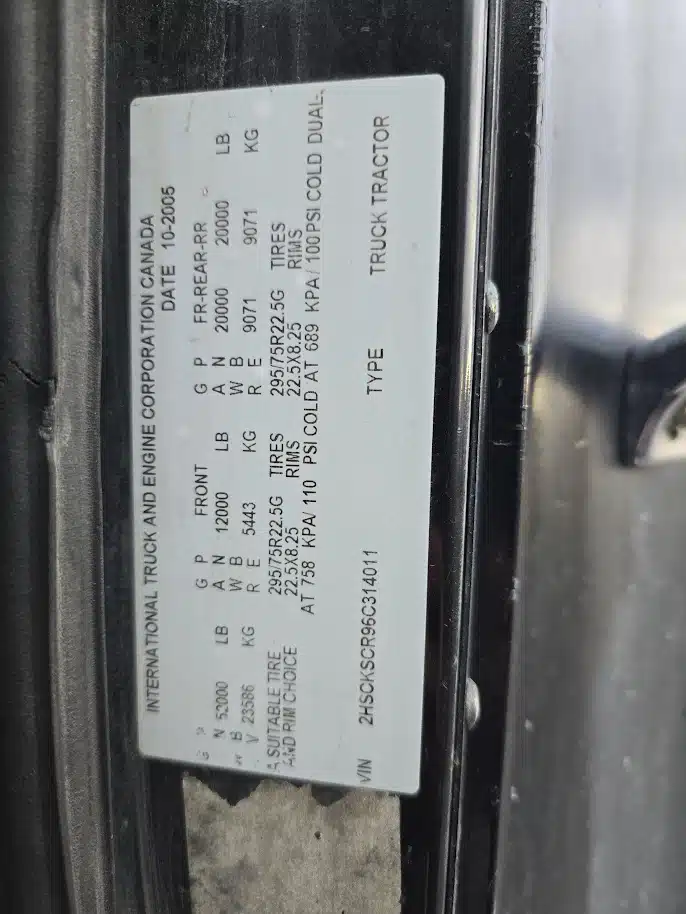 INTERNATIONAL TRUCK AND ENGINE CORPORATION CANADA
DATE 10-2005
G G P FRONT G P FR-REAR-RR
N 52000 LB A N 12000 LB A N 20000 20000 LB
B W B W B
V 23586 KG R E 5443 KG R E 9071 9071 KG
A SUITABLE TIRE 295/75R22.5G TIRES 295/75R22.5G TIRES
AND RIM CHOICE 22.5X8.25 RIMS 22.5X8.25 RIMS
AT 758 KPA/ 110 PSI COLD AT 689 KPA/ 100 PSI COLD DUAL
VIN 2HSCKSCR96C314011 TYPE TRUCK TRACTOR